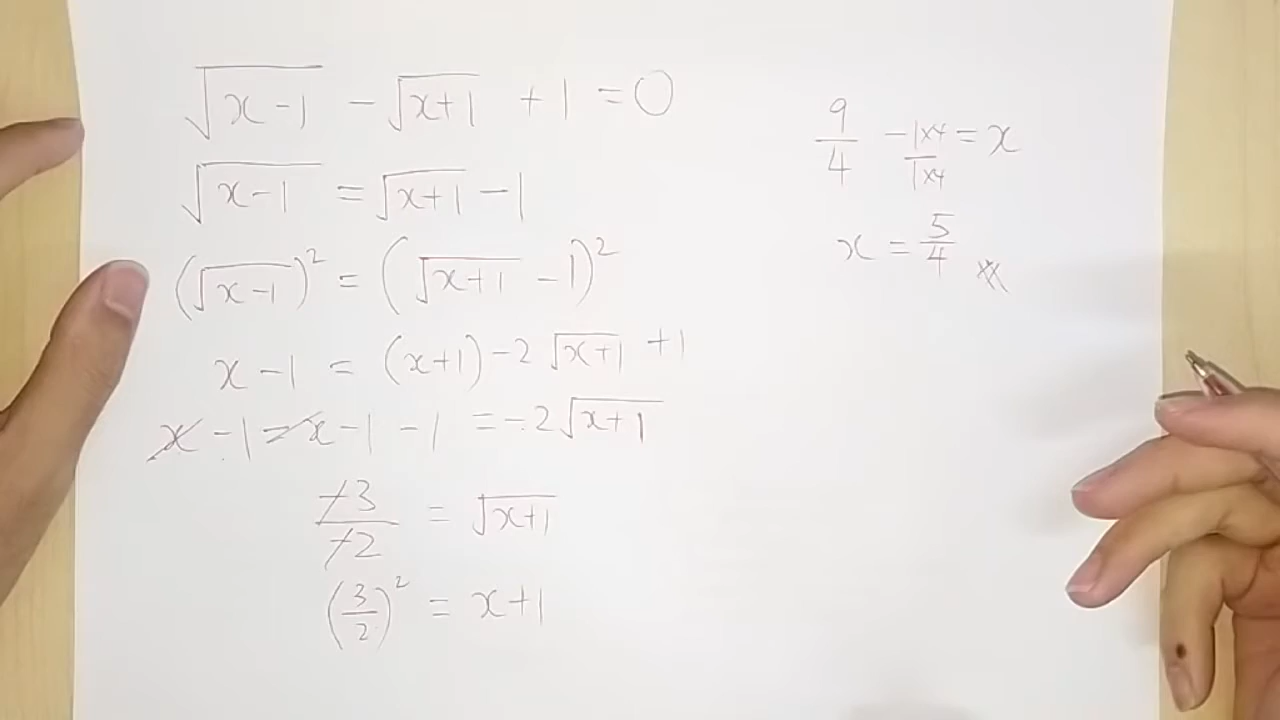 √(x-1) - √(x+1) + 1 = 0
√(x-1) = √(x+1) - 1
(√(x-1))² = (√(x+1) - 1)²
x - 1 = (x+1) - 2√(x+1) + 1
x - 1 - x - 1 - 1 = -2√(x+1)
-3/-2 = √(x+1)
(3/2)² = x+1
9/4 - 1×4/1×4 = x
x = 5/4